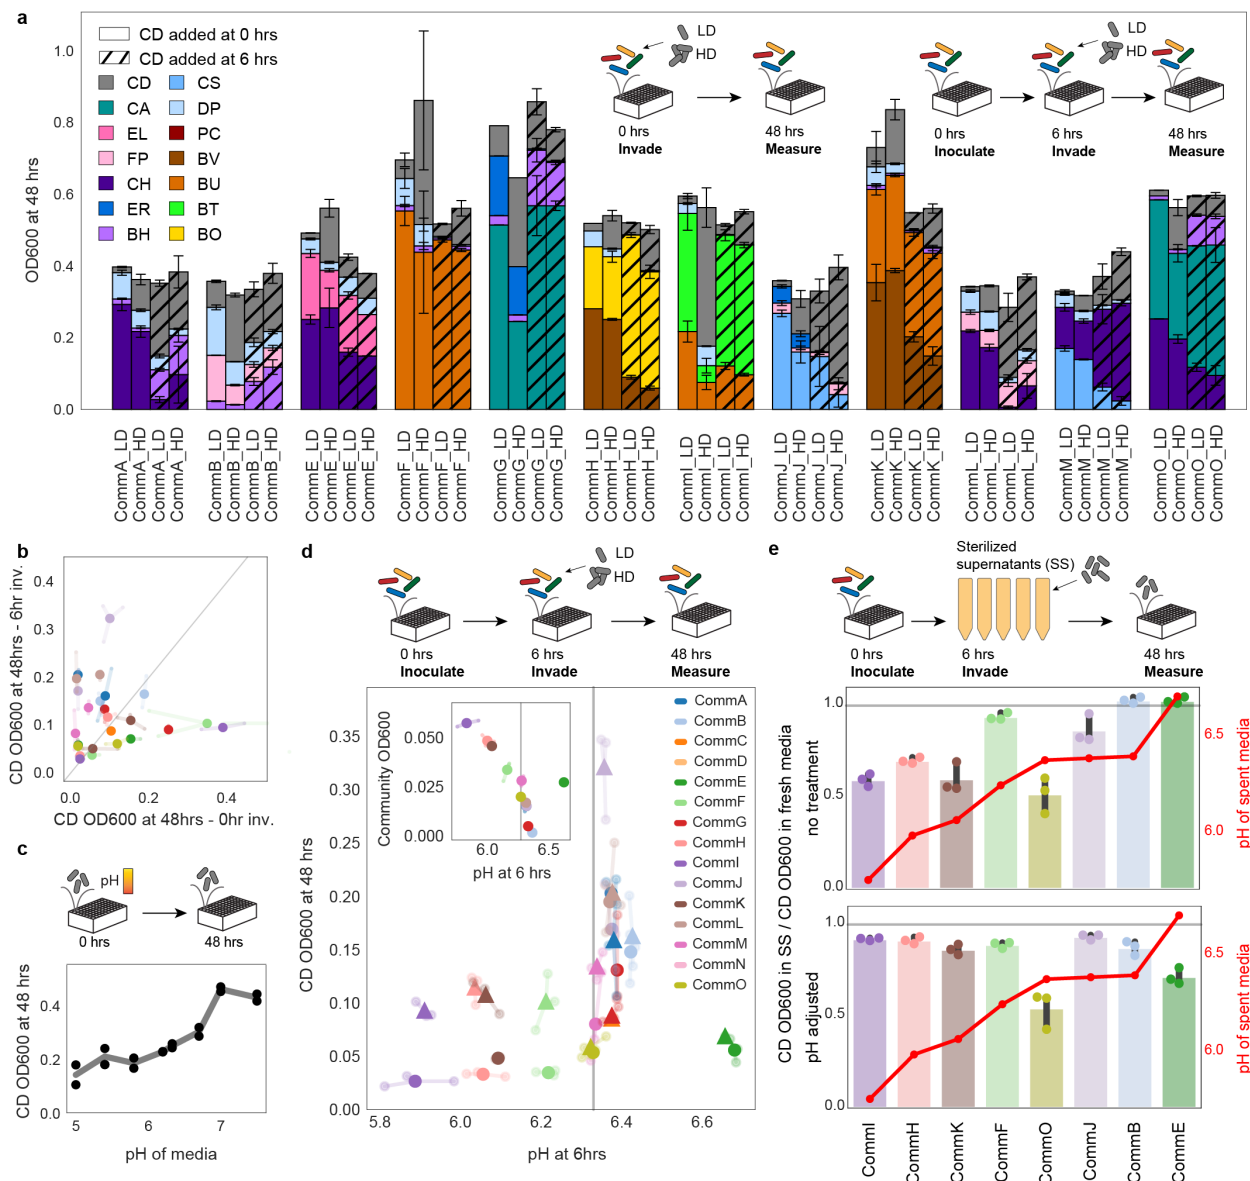 a
CD added at 0 hrs
CD added at 6 hrs
CD
CS
CA
DP
EL
PC
FP
BV
CH
BU
ER
BT
BH
BO
LD
HD
0 hrs
Invade
48 hrs
Measure
LD
HD
0 hrs
Inoculate
6 hrs
Invade
48 hrs
Measure
OD600 at 48 hrs
1.0
0.8
0.6
0.4
0.2
0.0
CommA_LD
CommA_HD
CommA_LD
CommA_HD
CommB_LD
CommB_HD
CommB_LD
CommB_HD
CommE_LD
CommE_HD
CommE_LD
CommE_HD
CommF_LD
CommF_HD
CommF_LD
CommF_HD
CommG_LD
CommG_HD
CommG_LD
CommG_HD
CommH_LD
CommH_HD
CommH_LD
CommH_HD
CommI_LD
CommI_HD
CommI_LD
CommI_HD
CommJ_LD
CommJ_HD
CommJ_LD
CommJ_HD
CommK_LD
CommK_HD
CommK_LD
CommK_HD
CommL_LD
CommL_HD
CommL_LD
CommL_HD
CommM_LD
CommM_HD
CommM_LD
CommM_HD
CommO_LD
CommO_HD
CommO_LD
CommO_HD
b
CD OD600 at 48hrs - 6hr inv.
0.4
0.3
0.2
0.1
0.0
0.0
0.2
0.4
CD OD600 at 48hrs - 0hr inv.
c
pH
0 hrs
48 hrs
CD OD600 at 48 hrs
0.4
0.2
0.0
5
6
7
pH of media
d
LD
HD
0 hrs
Inoculate
6 hrs
Invade
48 hrs
Measure
CD OD600 at 48 hrs
0.35
0.30
0.25
0.20
0.15
0.10
0.05
0.00
5.8
6.0
6.2
6.4
6.6
pH at 6hrs
Community OD600
0.050
0.025
0.000
6.0
6.5
pH at 6 hrs
CommA
CommB
CommC
CommD
CommE
CommF
CommG
CommH
CommI
CommJ
CommK
CommL
CommM
CommN
CommO
e
Sterilized
supernatants (SS)
0 hrs
Inoculate
6 hrs
Invade
48 hrs
Measure
CD OD600 in SS / CD OD600 in fresh media
no treatment
1.0
0.5
0.0
6.5
6.0
pH of spent media
pH adjusted
1.0
0.5
0.0
6.5
6.0
pH of spent media
CommI
CommH
CommK
CommF
CommO
CommJ
CommB
CommE